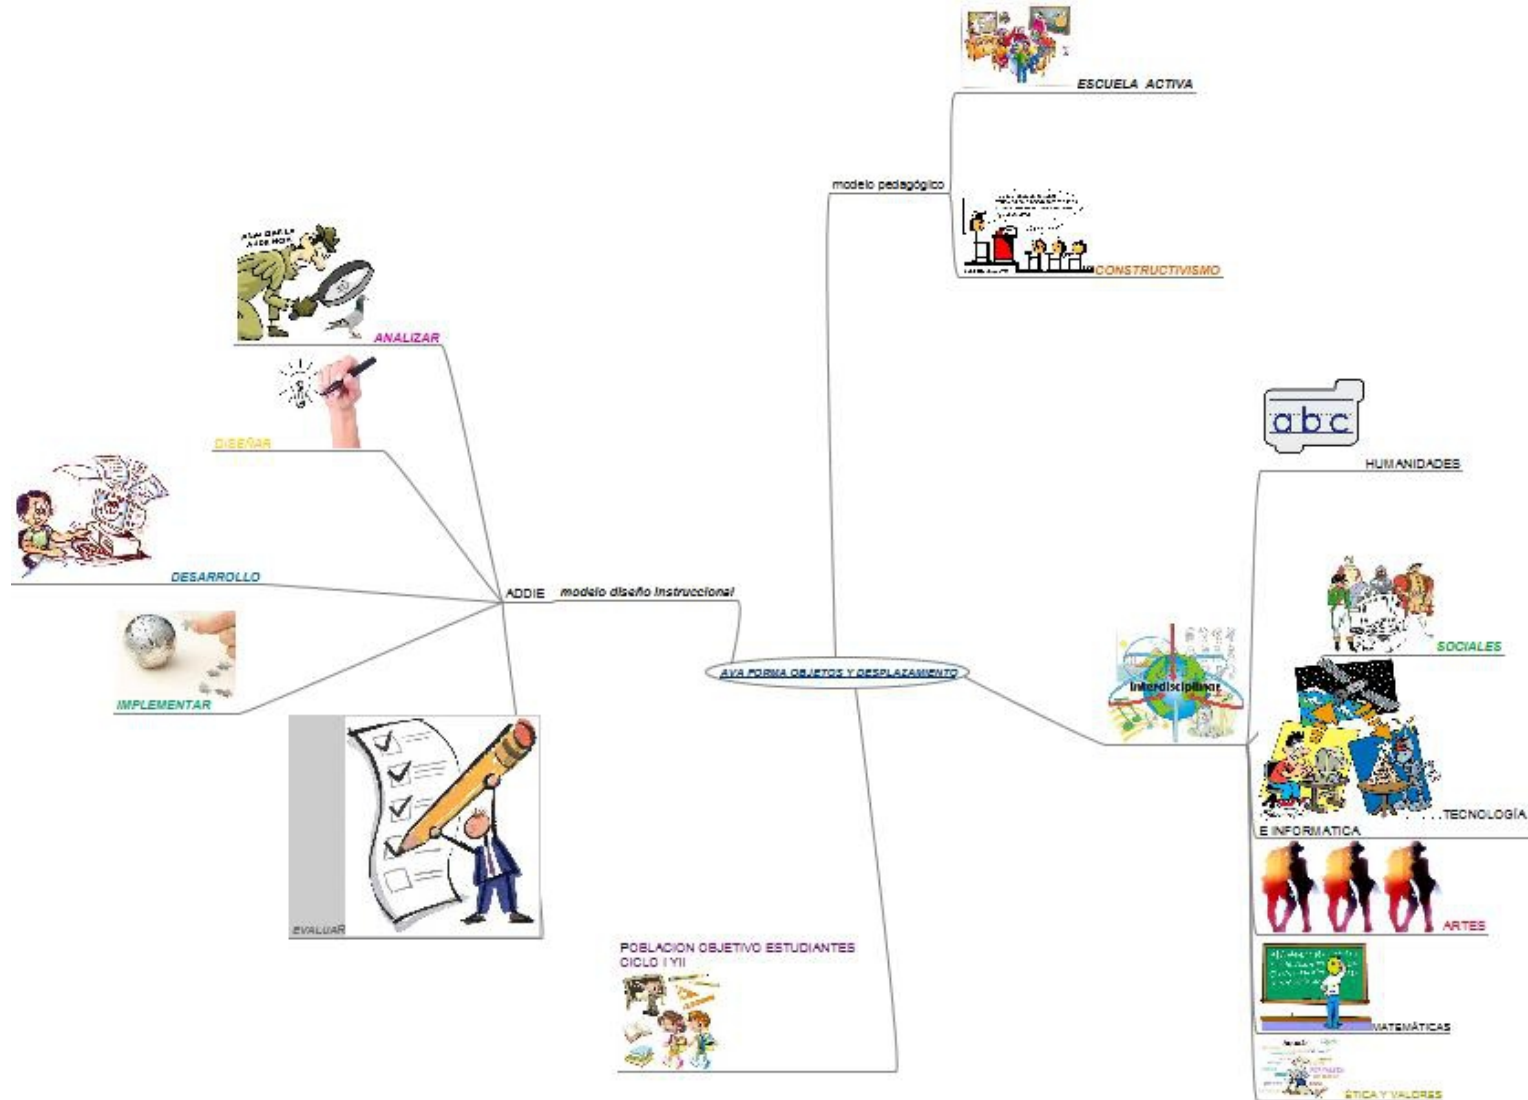 ESCUELA ACTIVA
modelo pedagógico
CONSTRUCTIVISMO
ANALIZAR
DISEÑAR
DESARROLLO
IMPLEMENTAR
EVALUAR
ADDIE
modelo diseño instruccional
AVA FORMA OBJETOS Y DESPLAZAMIENTO
POBLACION OBJETIVO ESTUDIANTES
CICLO I YII
Interdisciplinar
abc
HUMANIDADES
SOCIALES
TECNOLOGÍA
E INFORMATICA
ARTES
MATEMÁTICAS
ÉTICA Y VALORES